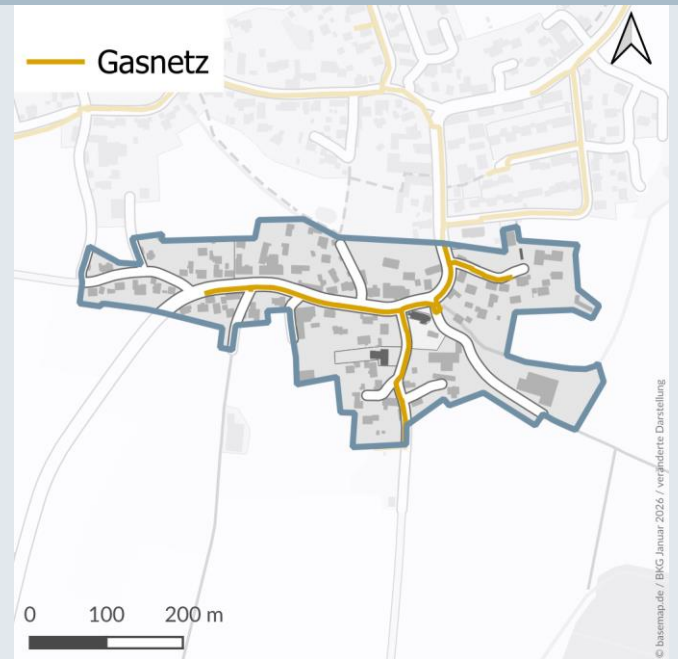 Gasnetz
0 100 200 m
© basemap.de / BKG Januar 2026 / veränderte Darstellung